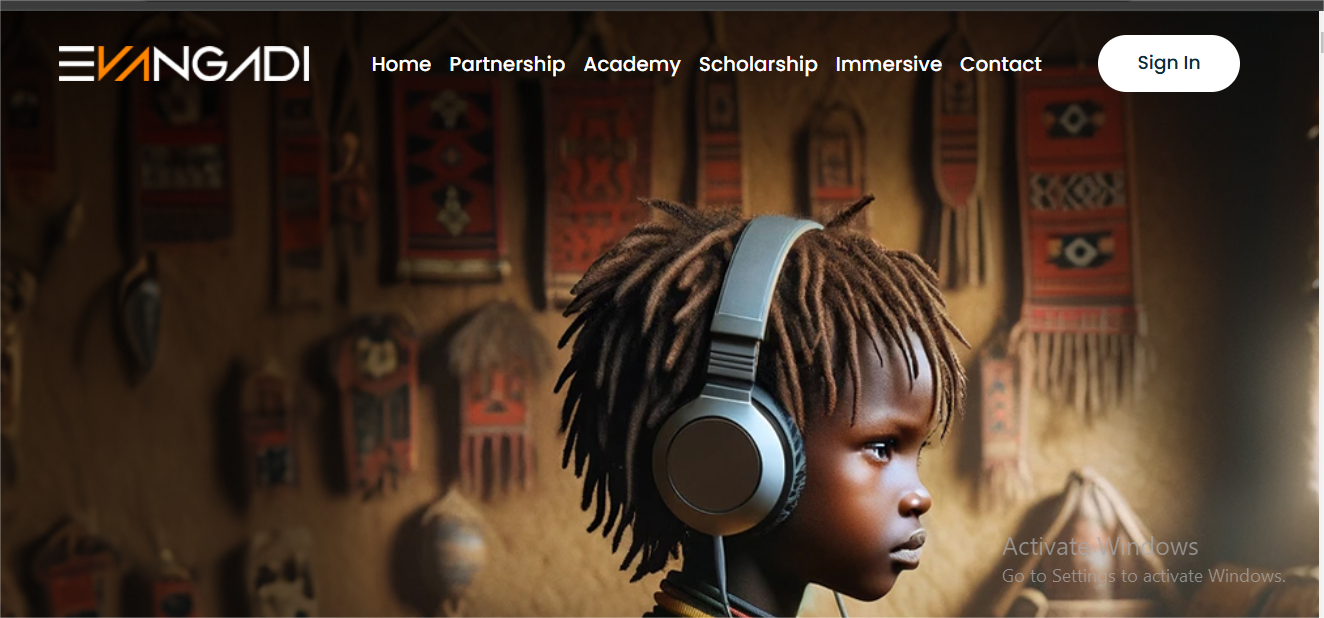 EVANGADI
Home Partnership Academy Scholarship Immersive Contact
Sign In
Activate Windows
Go to Settings to activate Windows.